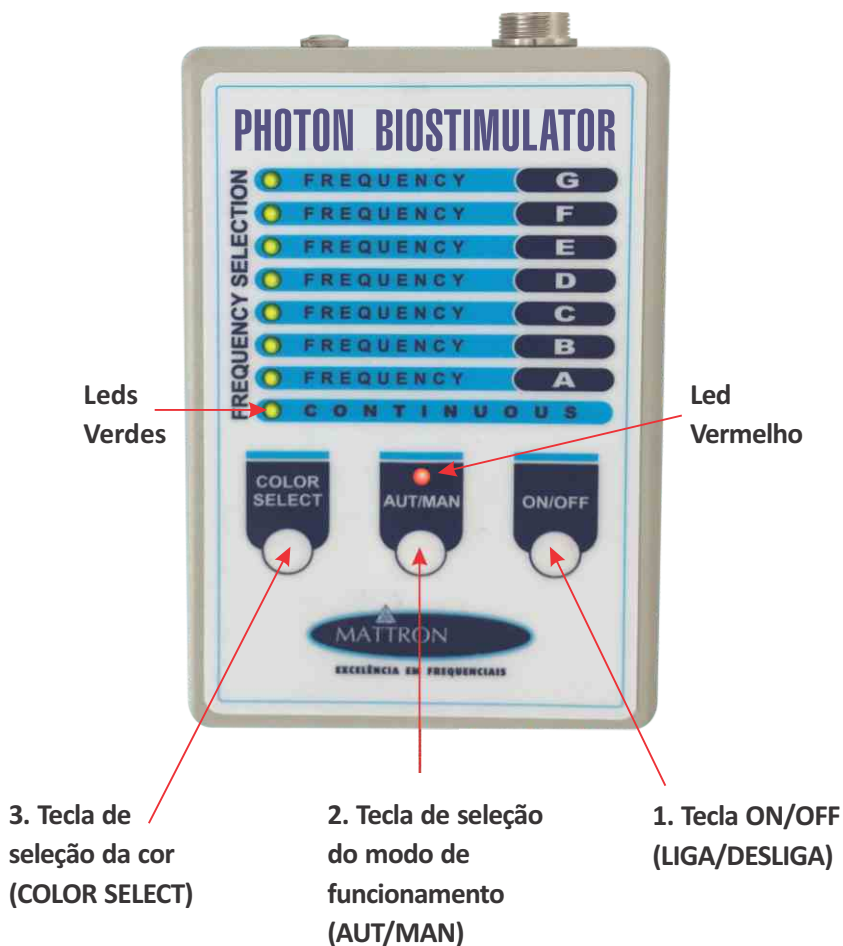 PHOTON BIOSTIMULATOR
FREQUENCY SELECTION
FREQUENCY G
FREQUENCY F
FREQUENCY E
FREQUENCY D
FREQUENCY C
FREQUENCY B
FREQUENCY A
CONTINUOUS
Leds
Verdes
Led
Vermelho
COLOR
SELECT
AUT/MAN
ON/OFF
MATTRON
EXCELÊNCIA EM FREQUENCIAIS
3. Tecla de
seleção da cor
(COLOR SELECT)
2. Tecla de seleção
do modo de
funcionamento
(AUT/MAN)
1. Tecla ON/OFF
(LIGA/DESLIGA)